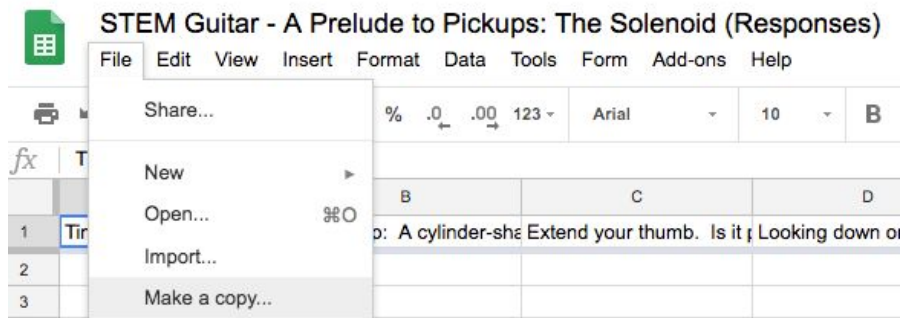 STEM Guitar - A Prelude to Pickups: The Solenoid (Responses)
File Edit View Insert Format Data Tools Form Add-ons Help
Share... % .0 .00 123 Arial 10 B
fx T
New
B C D
Open... ⌘O
1 Tir p: A cylinder-sha Extend your thumb. Is it p Looking down or
Import...
2
Make a copy...
3